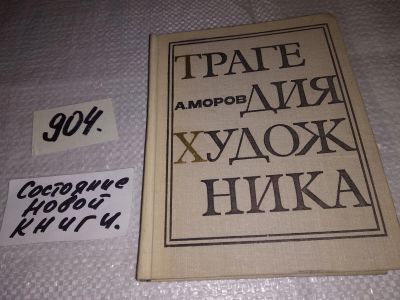 904.
Состояние
Новой
книги.
ТРАГЕ
А.МОРОВ ДИЯ
ХУДОЖ
НИКА